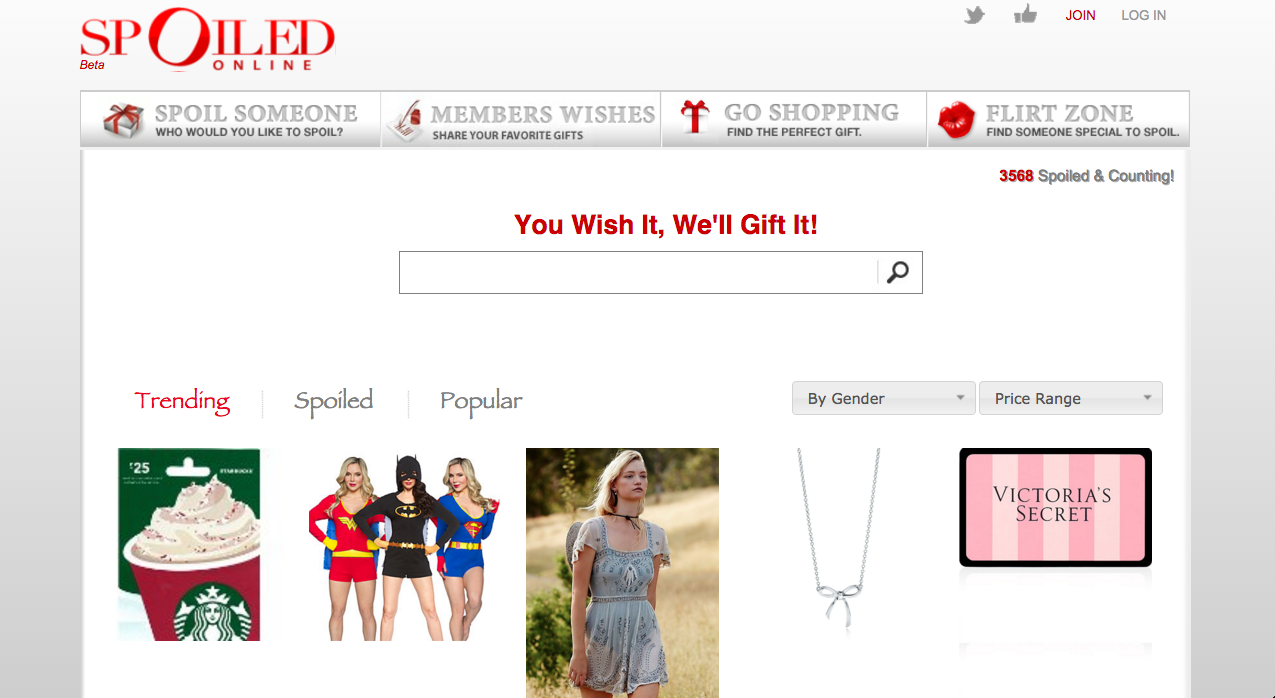 SPOILED
ONLINE
Beta
JOIN
LOG IN
SPOIL SOMEONE
WHO WOULD YOU LIKE TO SPOIL?
MEMBERS WISHES
SHARE YOUR FAVORITE GIFTS
GO SHOPPING
FIND THE PERFECT GIFT.
FLIRT ZONE
FIND SOMEONE SPECIAL TO SPOIL.
3568 Spoiled & Counting!
You Wish It, We'll Gift It!
Trending
Spoiled
Popular
By Gender
Price Range
£25
STARBUCKS
VICTORIA'S
SECRET